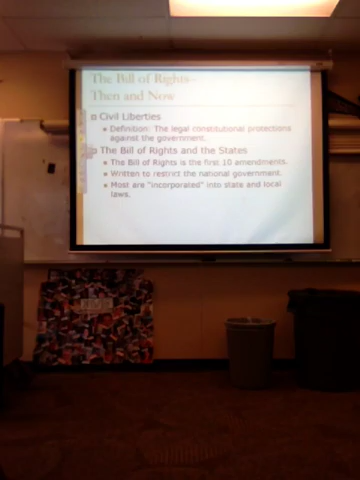 The Bill of Rights–
Then and Now
Civil Liberties
Definition: The legal constitutional protections
against the government.
The Bill of Rights and the States
The Bill of Rights is the first 10 amendments.
Written to restrict the national government.
Most are "incorporated" into state and local
laws.